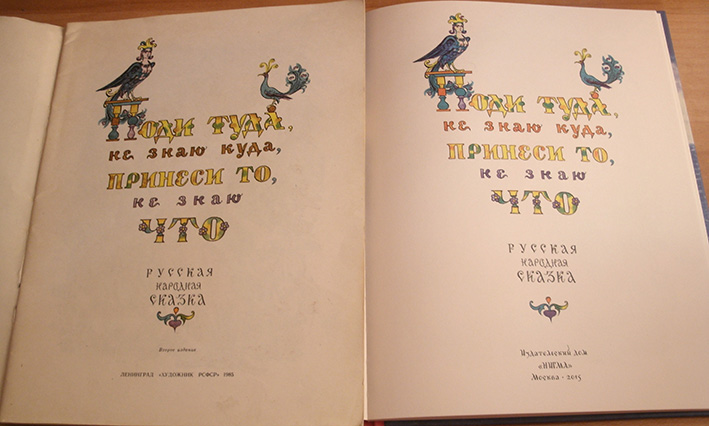 Поди туда,
не знаю куда,
принеси то,
не знаю
что
Русская
народная
сказка
Второе издание
ЛЕНИНГРАД «ХУДОЖНИК РСФСР» 1985
Поди туда,
не знаю куда,
принеси то,
не знаю
что
Русская
народная
сказка
Издательский дом
«НИГМА»
Москва - 2015